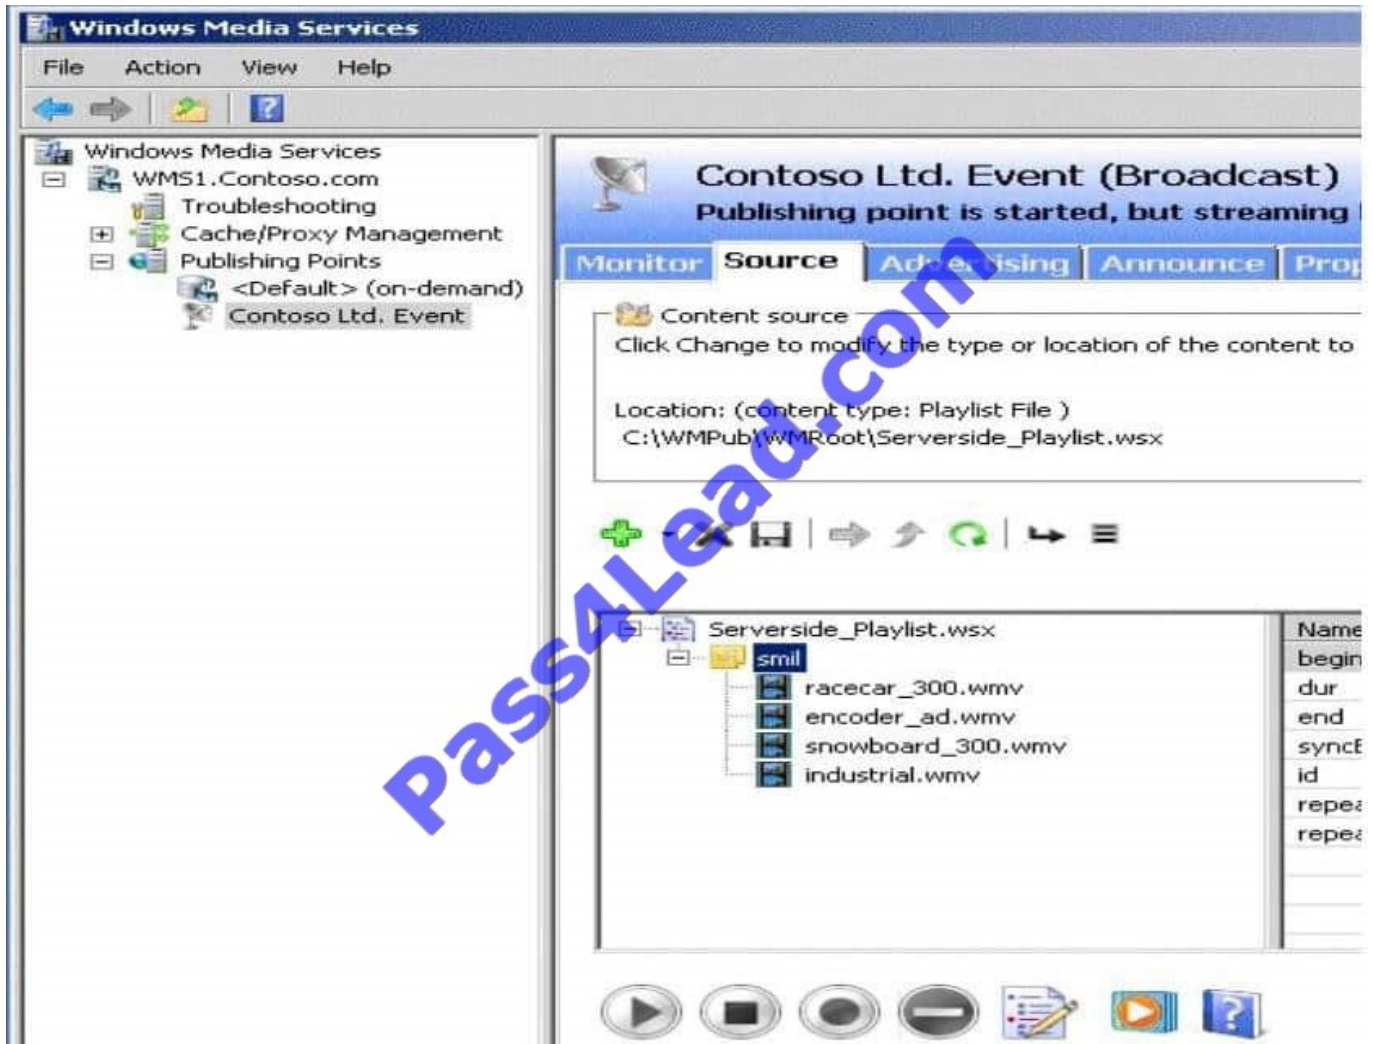 Windows Media Services
File Action View Help
Windows Media Services
WMS1.Contoso.com
Troubleshooting
Cache/Proxy Management
Publishing Points
<Default> (on-demand)
Contoso Ltd. Event
Contoso Ltd. Event (Broadcast)
Publishing point is started, but streaming
Monitor Source Advertising Announce Prop
Content source
Click Change to modify the type or location of the content to
Location: (content type: Playlist File )
C:\WMPub\WMRoot\Serverside_Playlist.wsx
Serverside_Playlist.wsx
smil
racecar_300.wmv
encoder_ad.wmv
snowboard_300.wmv
industrial.wmv
Name
begin
dur
end
id
Pass4Lead.com